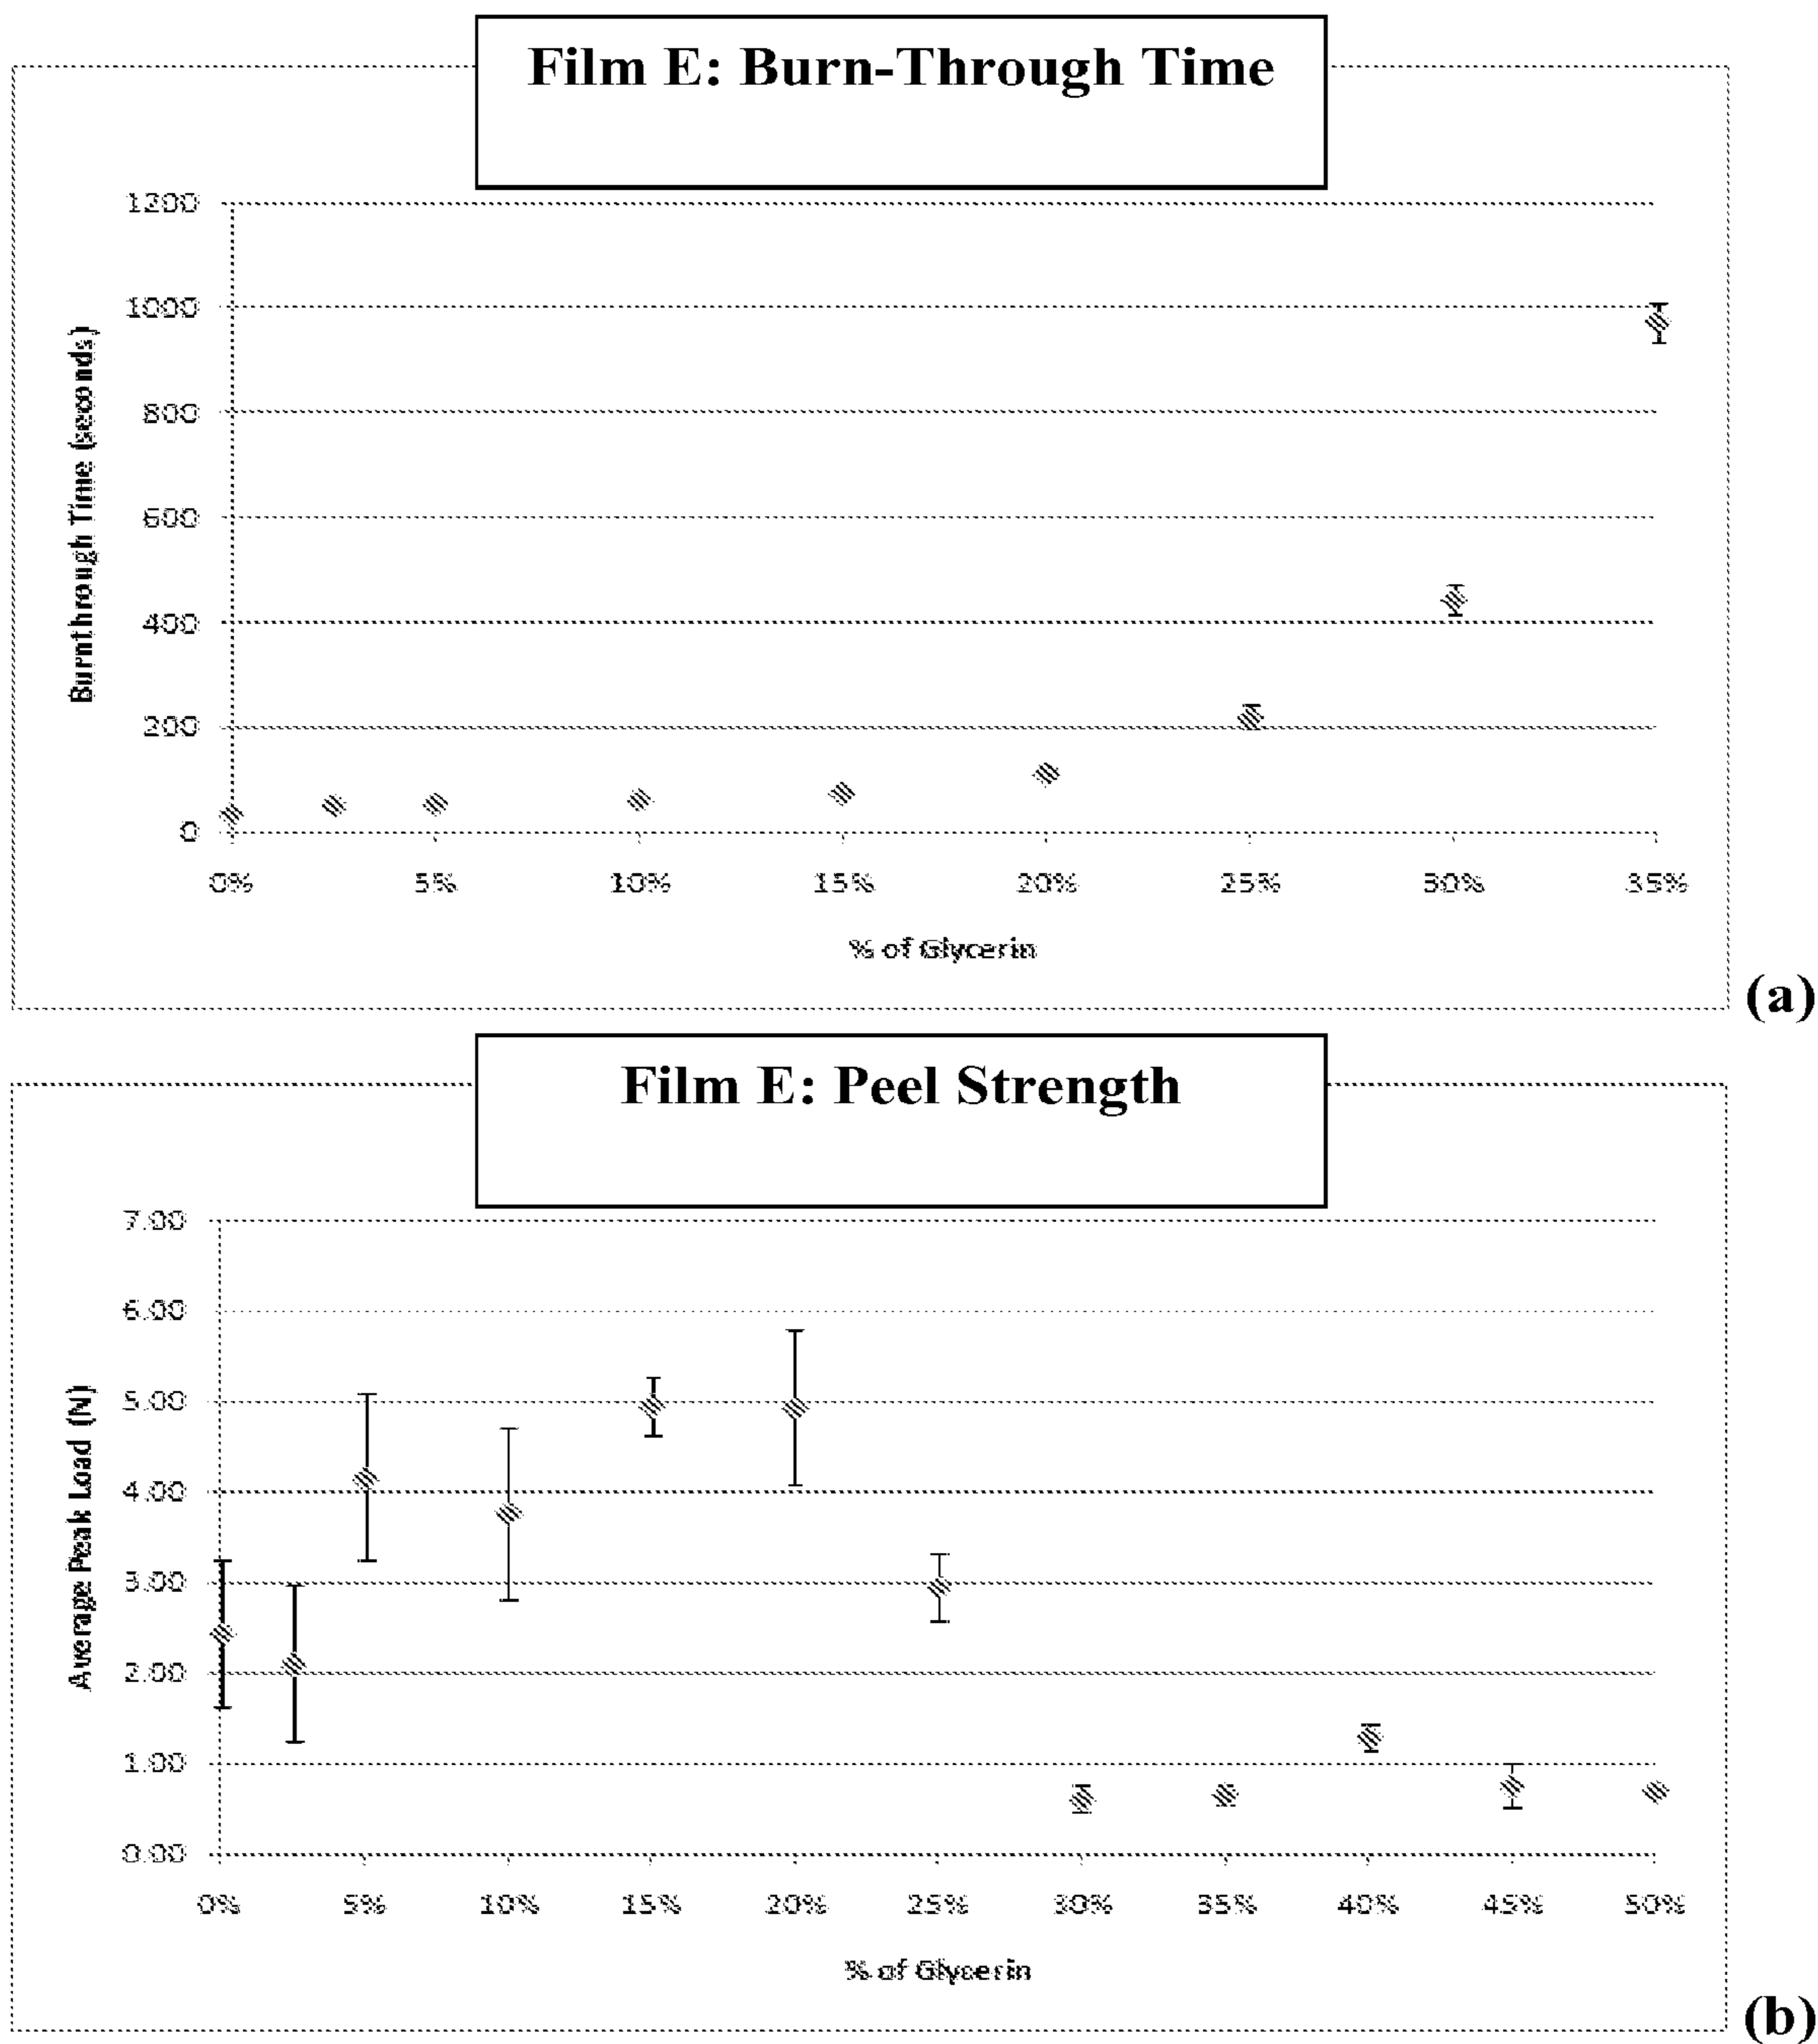 Film E: Burn-Through Time
1200
1000
800
600
400
200
0
Burnthrough Time (seconds)
0% 5% 10% 15% 20% 25% 30% 35%
% of Glycerin
(a)
Film E: Peel Strength
7.00
6.00
5.00
4.00
3.00
2.00
1.00
0.00
Average Peak Load (N)
0% 5% 10% 15% 20% 25% 30% 35% 40% 45% 50%
% of Glycerin
(b)